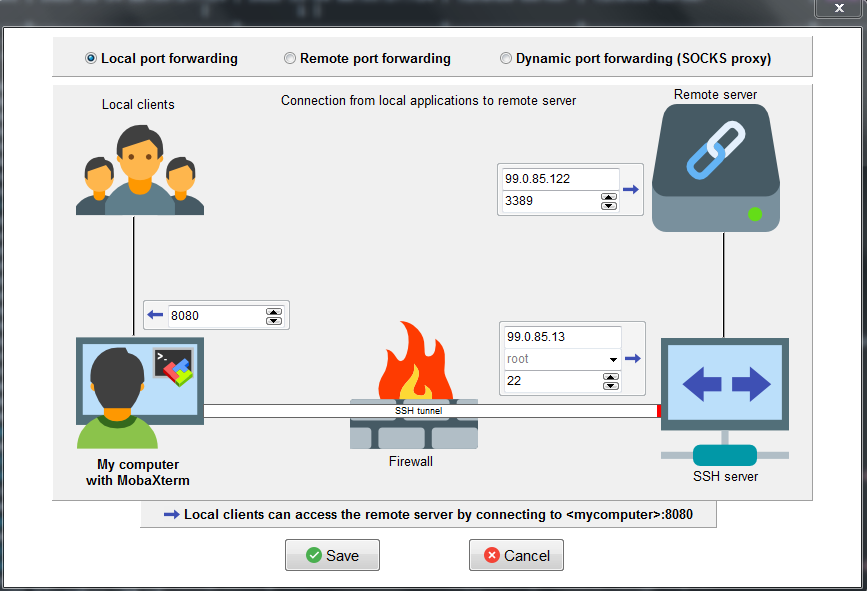 x
Local port forwarding
Remote port forwarding
Dynamic port forwarding (SOCKS proxy)
Local clients
Connection from local applications to remote server
Remote server
99.0.85.122
3389
8080
>_
99.0.85.13
root
22
SSH tunnel
My computer
with MobaXterm
Firewall
SSH server
Local clients can access the remote server by connecting to <mycomputer>:8080
Save
Cancel